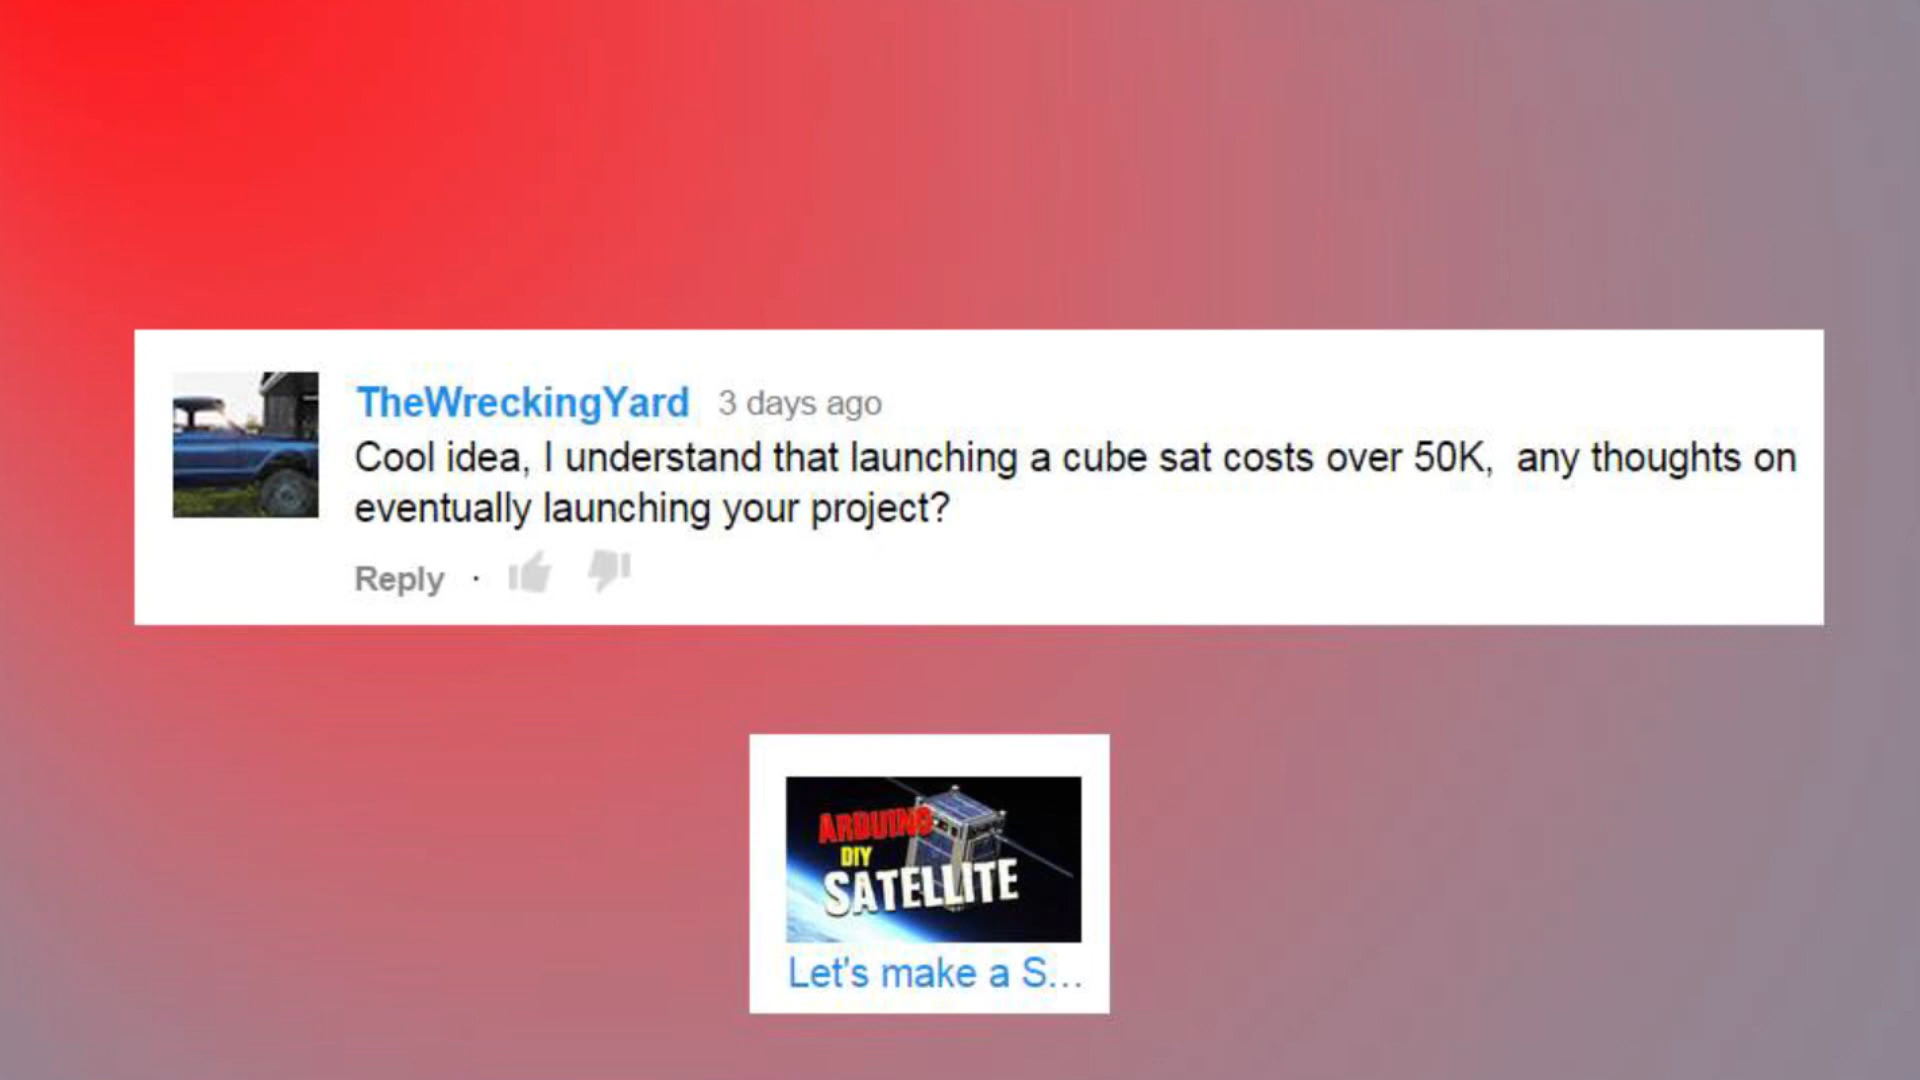 TheWreckingYard 3 days ago
Cool idea, I understand that launching a cube sat costs over 50K,  any thoughts on
eventually launching your project?
Reply ·
ARDUINO
DIY
SATELLITE
Let's make a S...